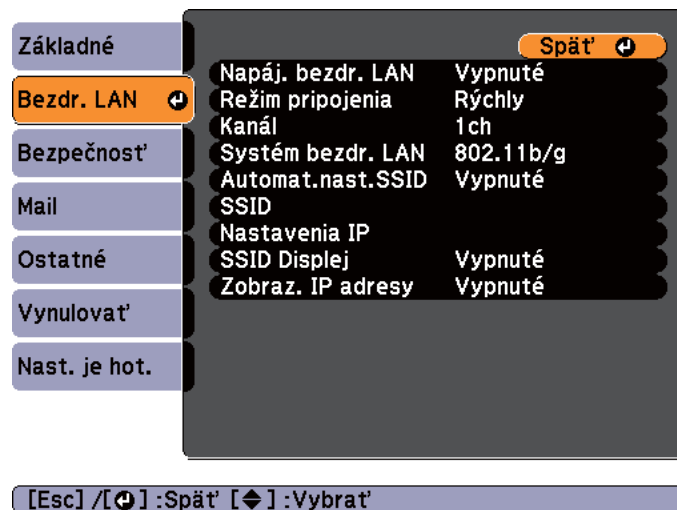 Základné
Bezdr. LAN
Bezpečnosť
Mail
Ostatné
Vynulovať
Nast. je hot.
Späť
Napáj. bezdr. LAN Vypnuté
Režim pripojenia Rýchly
Kanál 1ch
Systém bezdr. LAN 802.11b/g
Automat.nast.SSID Vypnuté
SSID
Nastavenia IP
SSID Displej Vypnuté
Zobraz. IP adresy Vypnuté
[Esc] /[⏎] :Späť [◆] :Vybrať